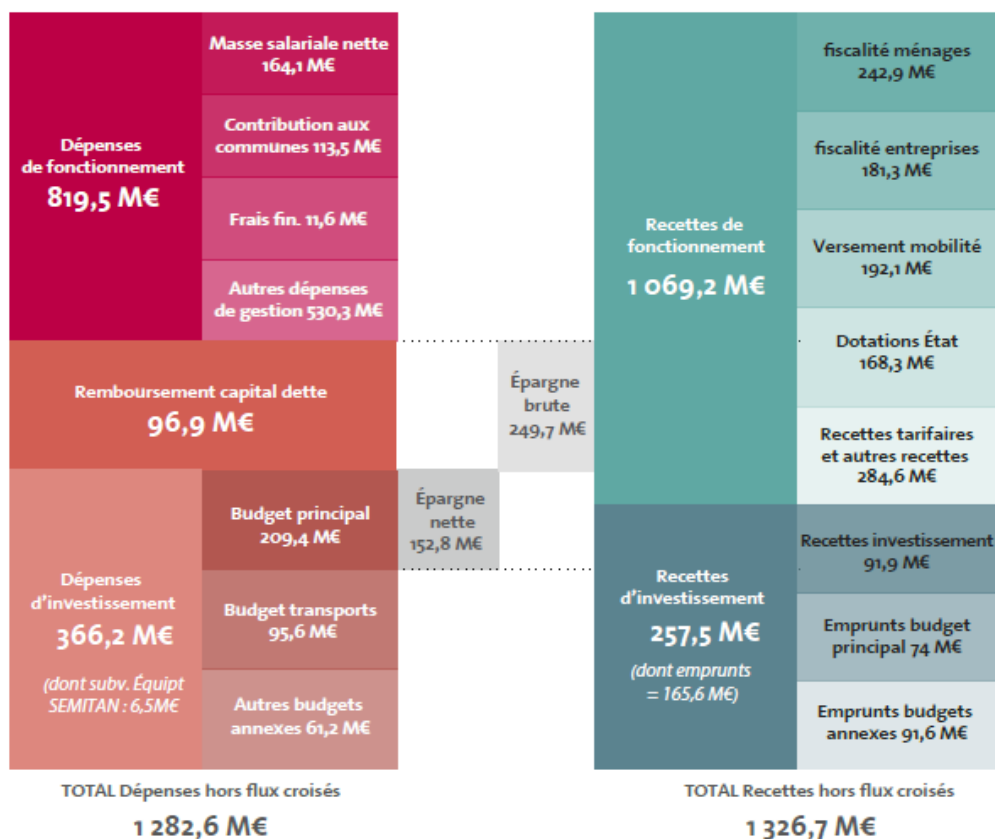 Dépenses
de fonctionnement
819,5 M€
Masse salariale nette
164,1 M€
Contribution aux
communes 113,5 M€
Frais fin. 11,6 M€
Autres dépenses
de gestion 530,3 M€
Remboursement capital dette
96,9 M€
Dépenses
d'investissement
366,2 M€
(dont subv. Équipt
SEMITAN : 6,5M€
Budget principal
209,4 M€
Budget transports
95,6 M€
Autres budgets
annexes 61,2 M€
TOTAL Dépenses hors flux croisés
1 282,6 M€
Épargne
brute
249,7 M€
Épargne
nette
152,8 M€
Recettes de
fonctionnement
1 069,2 M€
fiscalité ménages
242,9 M€
fiscalité entreprises
181,3 M€
Versement mobilité
192,1 M€
Dotations État
168,3 M€
Recettes tarifaires
et autres recettes
284,6 M€
Recettes
d'investissement
257,5 M€
(dont emprunts
= 165,6 M€)
Recettes investissement
91,9 M€
Emprunts budget
principal 74 M€
Emprunts budgets
annexes 91,6 M€
TOTAL Recettes hors flux croisés
1 326,7 M€